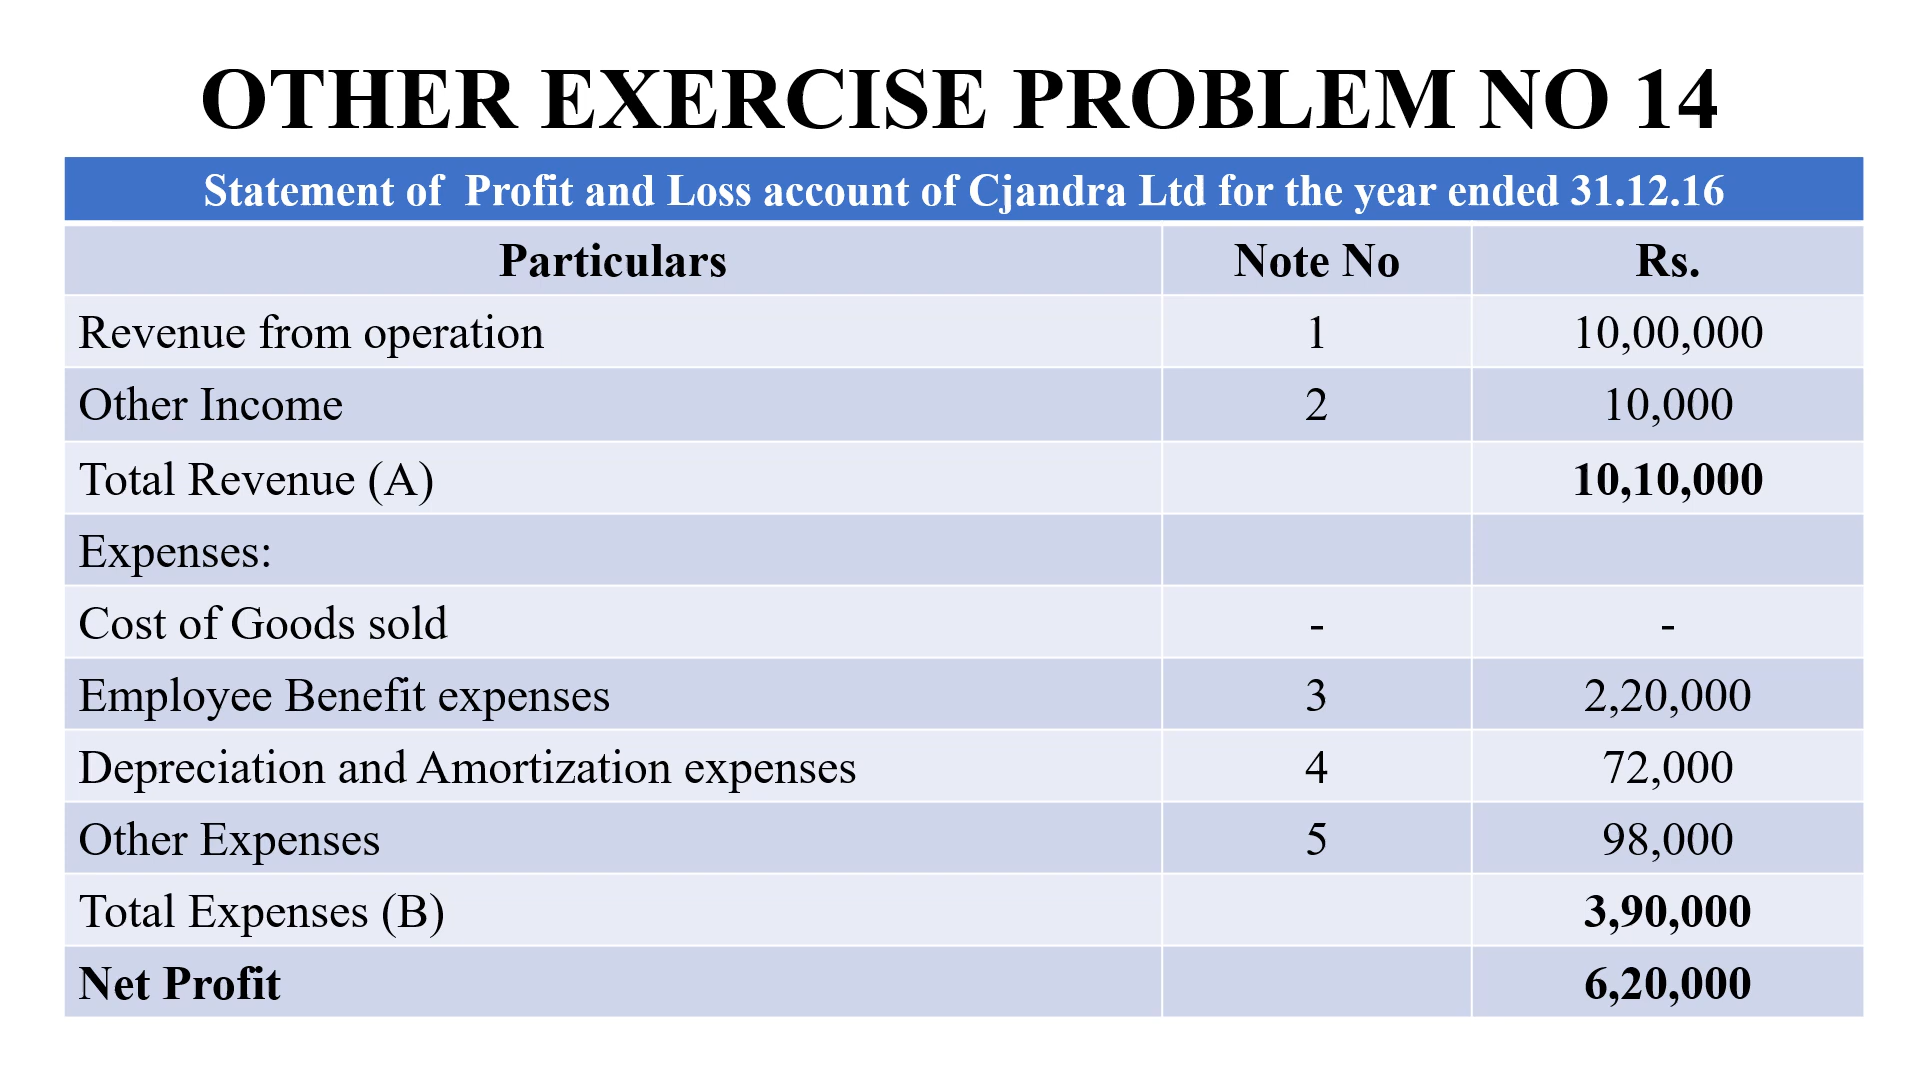 OTHER EXERCISE PROBLEM NO 14
Statement of Profit and Loss account of Cjandra Ltd for the year ended 31.12.16
Particulars Note No Rs.
Revenue from operation 1 10,00,000
Other Income 2 10,000
Total Revenue (A) 10,10,000
Expenses:
Cost of Goods sold - -
Employee Benefit expenses 3 2,20,000
Depreciation and Amortization expenses 4 72,000
Other Expenses 5 98,000
Total Expenses (B) 3,90,000
Net Profit 6,20,000